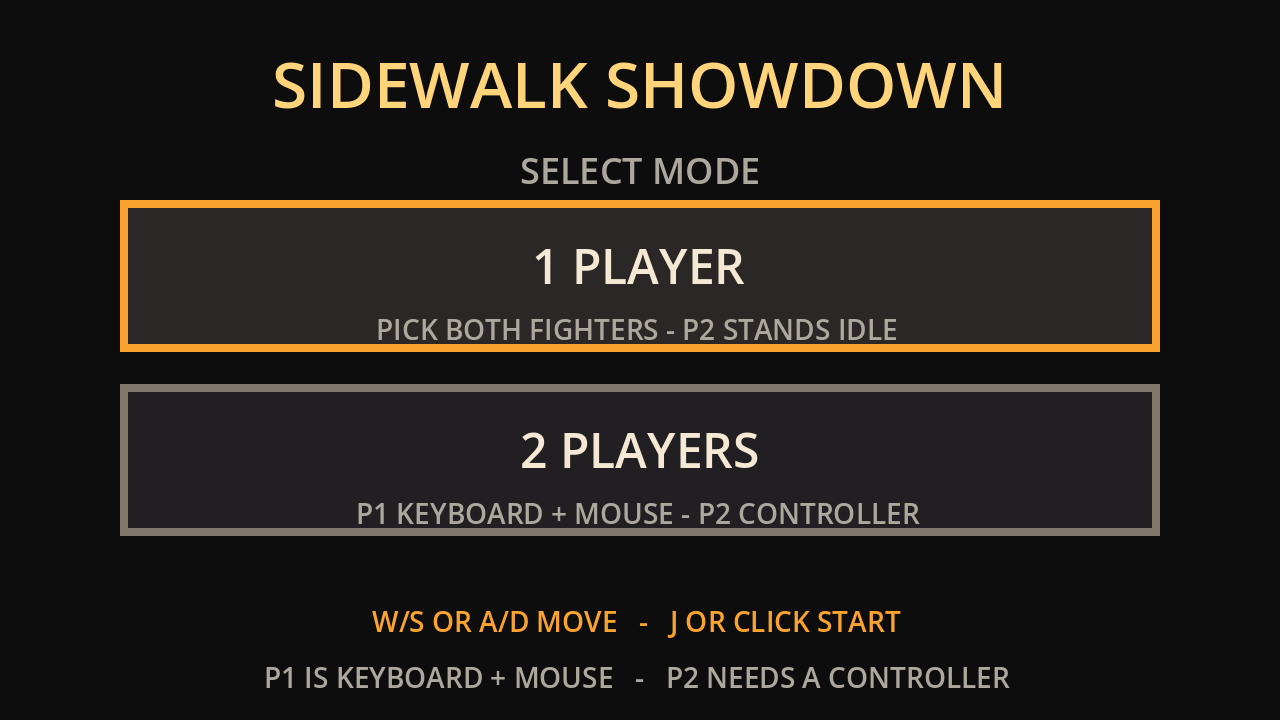 SIDEWALK SHOWDOWN
SELECT MODE
1 PLAYER
PICK BOTH FIGHTERS - P2 STANDS IDLE
2 PLAYERS
P1 KEYBOARD + MOUSE - P2 CONTROLLER
W/S OR A/D MOVE - J OR CLICK START
P1 IS KEYBOARD + MOUSE - P2 NEEDS A CONTROLLER